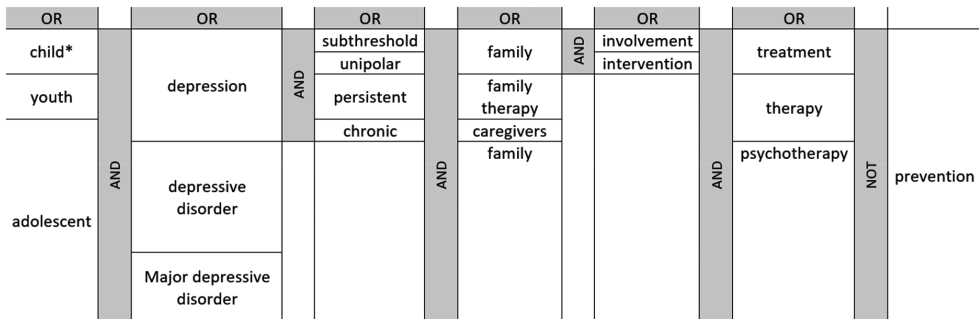 OR OR OR OR OR OR
child*
youth
adolescent
AND
depression
depressive
disorder
Major depressive
disorder
AND
subthreshold
unipolar
persistent
chronic
AND
family
family
therapy
caregivers
family
AND
involvement
intervention
AND
treatment
therapy
psychotherapy
NOT
prevention